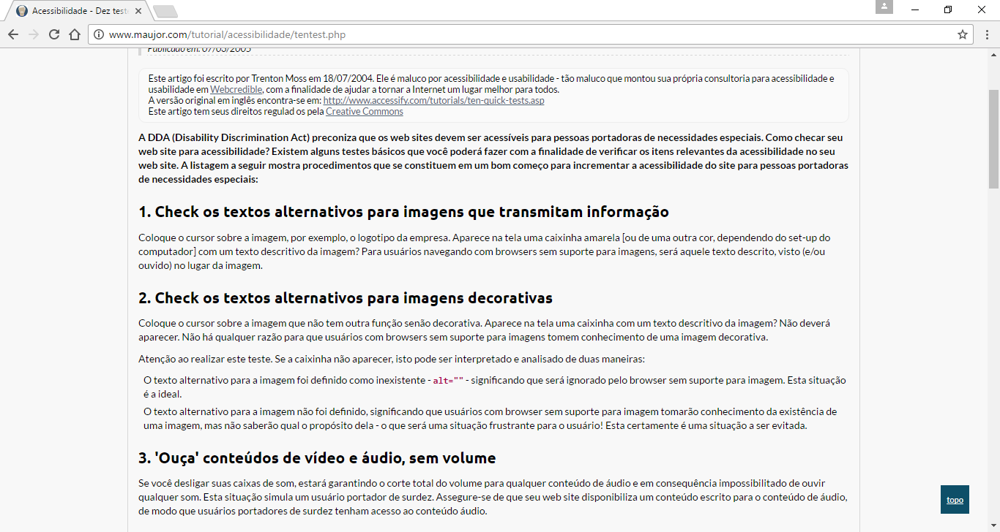 Acessibilidade - Dez test
www.maujor.com/tutorial/acessibilidade/tentest.php
Publicado em: 07/03/2005
Este artigo foi escrito por Trenton Moss em 18/07/2004. Ele é maluco por acessibilidade e usabilidade - tão maluco que montou sua própria consultoria para acessibilidade e
usabilidade em Webcredible, com a finalidade de ajudar a tornar a Internet um lugar melhor para todos.
A versão original em inglês encontra-se em: http://www.accessify.com/tutorials/ten-quick-tests.asp
Este artigo tem seus direitos regulad os pela Creative Commons
A DDA (Disability Discrimination Act) preconiza que os web sites devem ser acessíveis para pessoas portadoras de necessidades especiais. Como checar seu
web site para acessibilidade? Existem alguns testes básicos que você poderá fazer com a finalidade de verificar os itens relevantes da acessibilidade no seu
web site. A listagem a seguir mostra procedimentos que se constituem em um bom começo para incrementar a acessibilidade do site para pessoas portadoras
de necessidades especiais:
1. Check os textos alternativos para imagens que transmitam informação
Coloque o cursor sobre a imagem, por exemplo, o logotipo da empresa. Aparece na tela uma caixinha amarela [ou de uma outra cor, dependendo do set-up do
computador] com um texto descritivo da imagem? Para usuários navegando com browsers sem suporte para imagens, será aquele texto descrito, visto (e/ou
ouvido) no lugar da imagem.
2. Check os textos alternativos para imagens decorativas
Coloque o cursor sobre a imagem que não tem outra função senão decorativa. Aparece na tela uma caixinha com um texto descritivo da imagem? Não deverá
aparecer. Não há qualquer razão para que usuários com browsers sem suporte para imagens tomem conhecimento de uma imagem decorativa.
Atenção ao realizar este teste. Se a caixinha não aparecer, isto pode ser interpretado e analisado de duas maneiras:
O texto alternativo para a imagem foi definido como inexistente - alt="" - significando que será ignorado pelo browser sem suporte para imagem. Esta situação
é a ideal.
O texto alternativo para a imagem não foi definido, significando que usuários com browser sem suporte para imagem tomarão conhecimento da existência de
uma imagem, mas não saberão qual o propósito dela - o que será uma situação frustrante para o usuário! Esta certamente é uma situação a ser evitada.
3. 'Ouça' conteúdos de vídeo e áudio, sem volume
Se você desligar suas caixas de som, estará garantindo o corte total do volume para qualquer conteúdo de áudio e em consequência impossibilitado de ouvir
qualquer som. Esta situação simula um usuário portador de surdez. Assegure-se de que seu web site disponibiliza um conteúdo escrito para o conteúdo de áudio,
de modo que usuários portadores de surdez tenham acesso ao conteúdo áudio.
topo